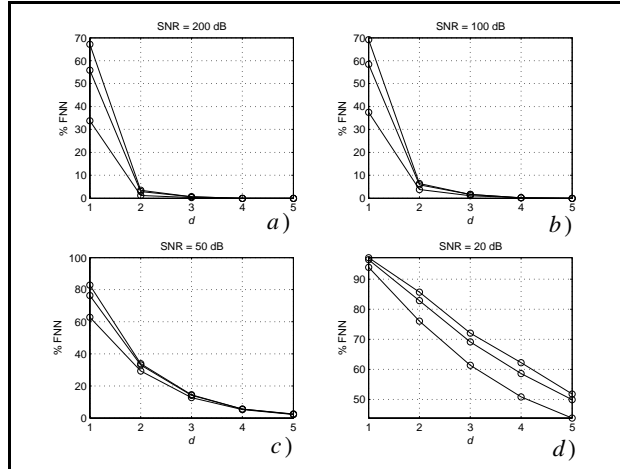 SNR = 200 dB
70
60
50
40
30
20
10
0
% FNN
1 2 3 4 5
d
a)
SNR = 100 dB
70
60
50
40
30
20
10
0
% FNN
1 2 3 4 5
d
b)
SNR = 50 dB
100
80
60
40
20
0
% FNN
1 2 3 4 5
d
c)
SNR = 20 dB
90
80
70
60
50
% FNN
1 2 3 4 5
d
d)